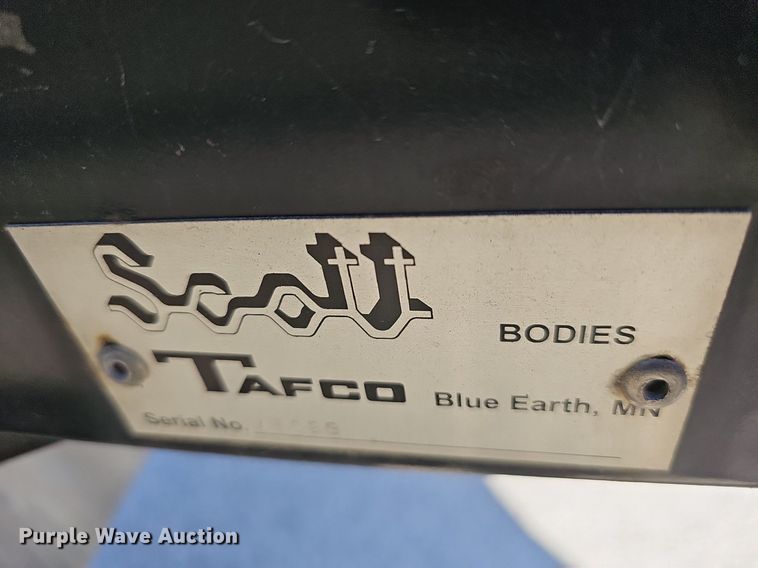 Scott
BODIES
TAFCO
Blue Earth, MN
Serial No.
Purple Wave Auction